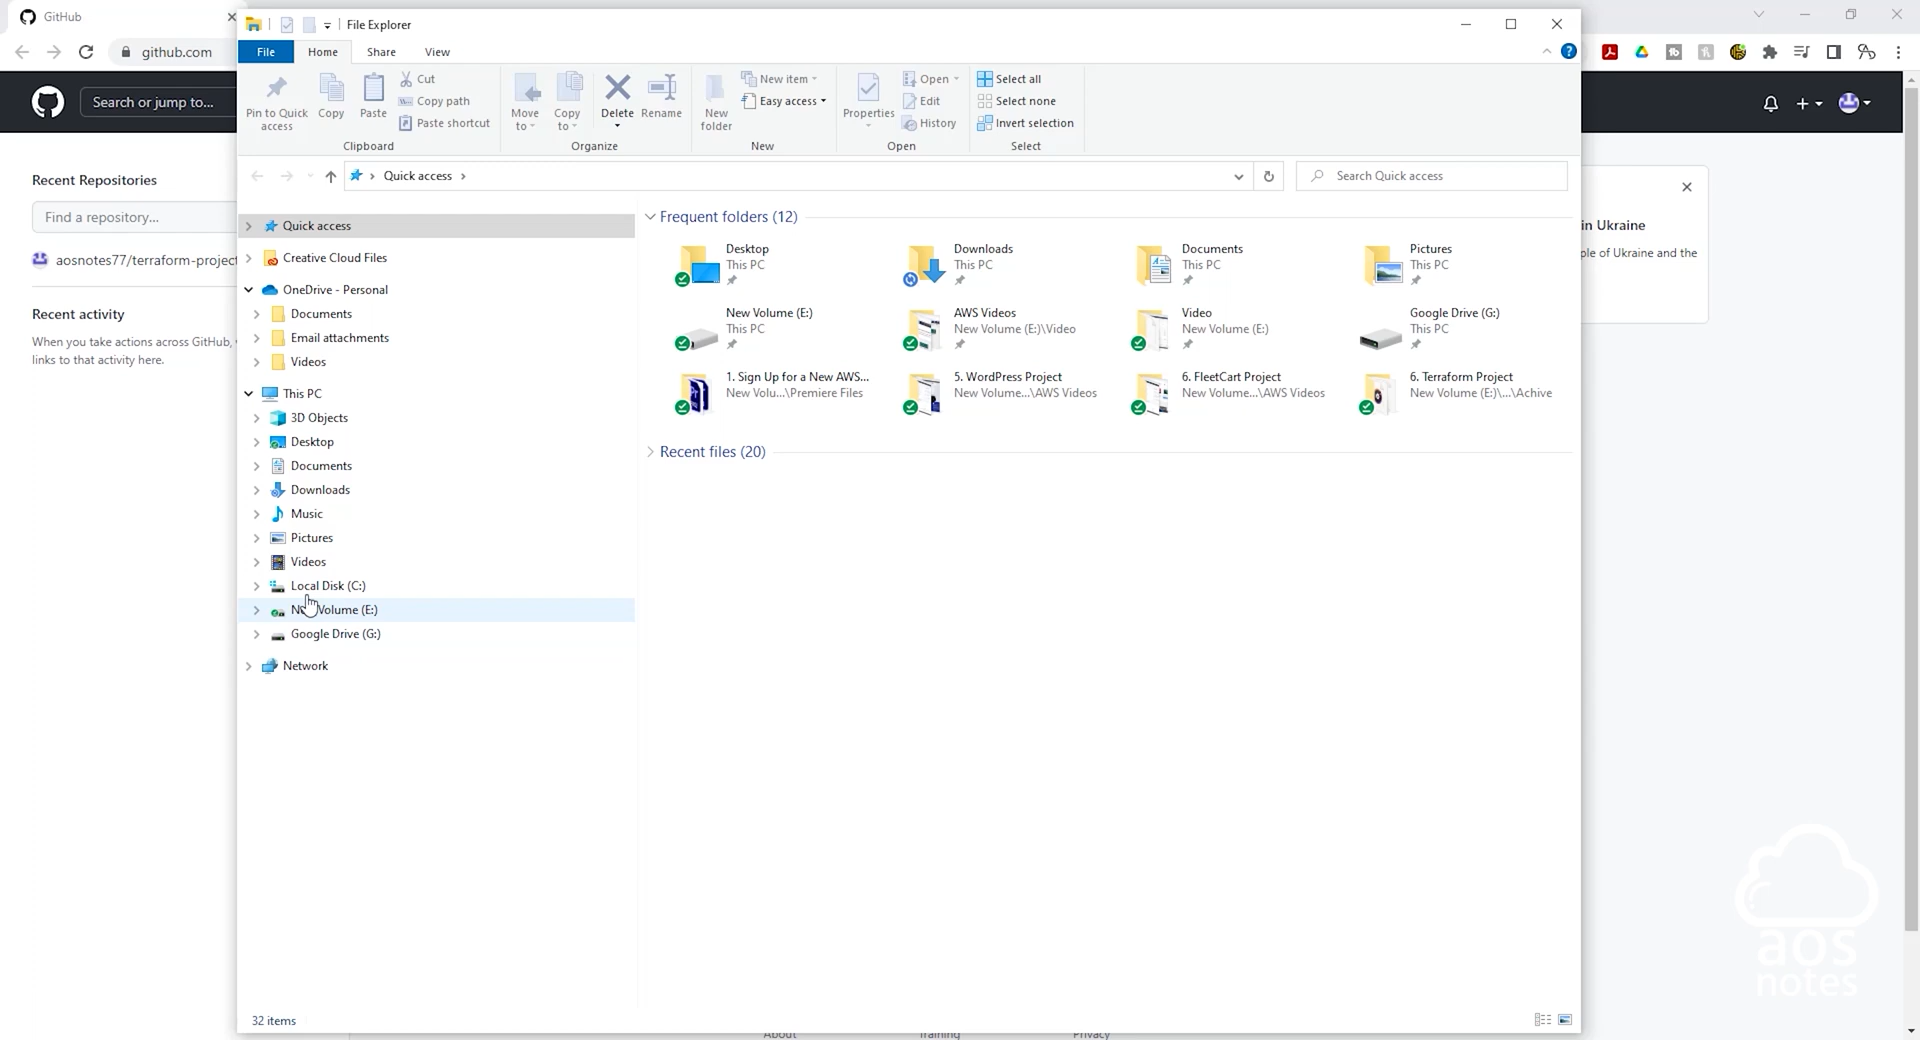 GitHub
github.com
Search or jump to...
Recent Repositories
Find a repository...
aosnotes77/terraform-project
Recent activity
When you take actions across GitHub,
links to that activity here.
File Explorer
File
Home
Share
View
Pin to Quick
access
Copy
Paste
Cut
Copy path
Paste shortcut
Clipboard
Move
to
Copy
to
Delete
Rename
Organize
New
folder
New item
Easy access
New
Properties
Open
Edit
History
Open
Select all
Select none
Invert selection
Select
Quick access
Search Quick access
Quick access
Creative Cloud Files
OneDrive - Personal
Documents
Email attachments
Videos
This PC
3D Objects
Desktop
Documents
Downloads
Music
Pictures
Videos
Local Disk (C:)
Volume (E:)
Google Drive (G:)
Network
Frequent folders (12)
Desktop
This PC
Downloads
This PC
Documents
This PC
Pictures
This PC
New Volume (E:)
This PC
AWS Videos
New Volume (E:)\Video
Video
New Volume (E:)
Google Drive (G:)
This PC
1. Sign Up for a New AWS...
New Volu...\Premiere Files
5. WordPress Project
New Volume...\AWS Videos
6. FleetCart Project
New Volume...\AWS Videos
6. Terraform Project
New Volume (E:)\...\Achive
Recent files (20)
32 items
in Ukraine
ple of Ukraine and the
About
Training
Privacy
aos
notes